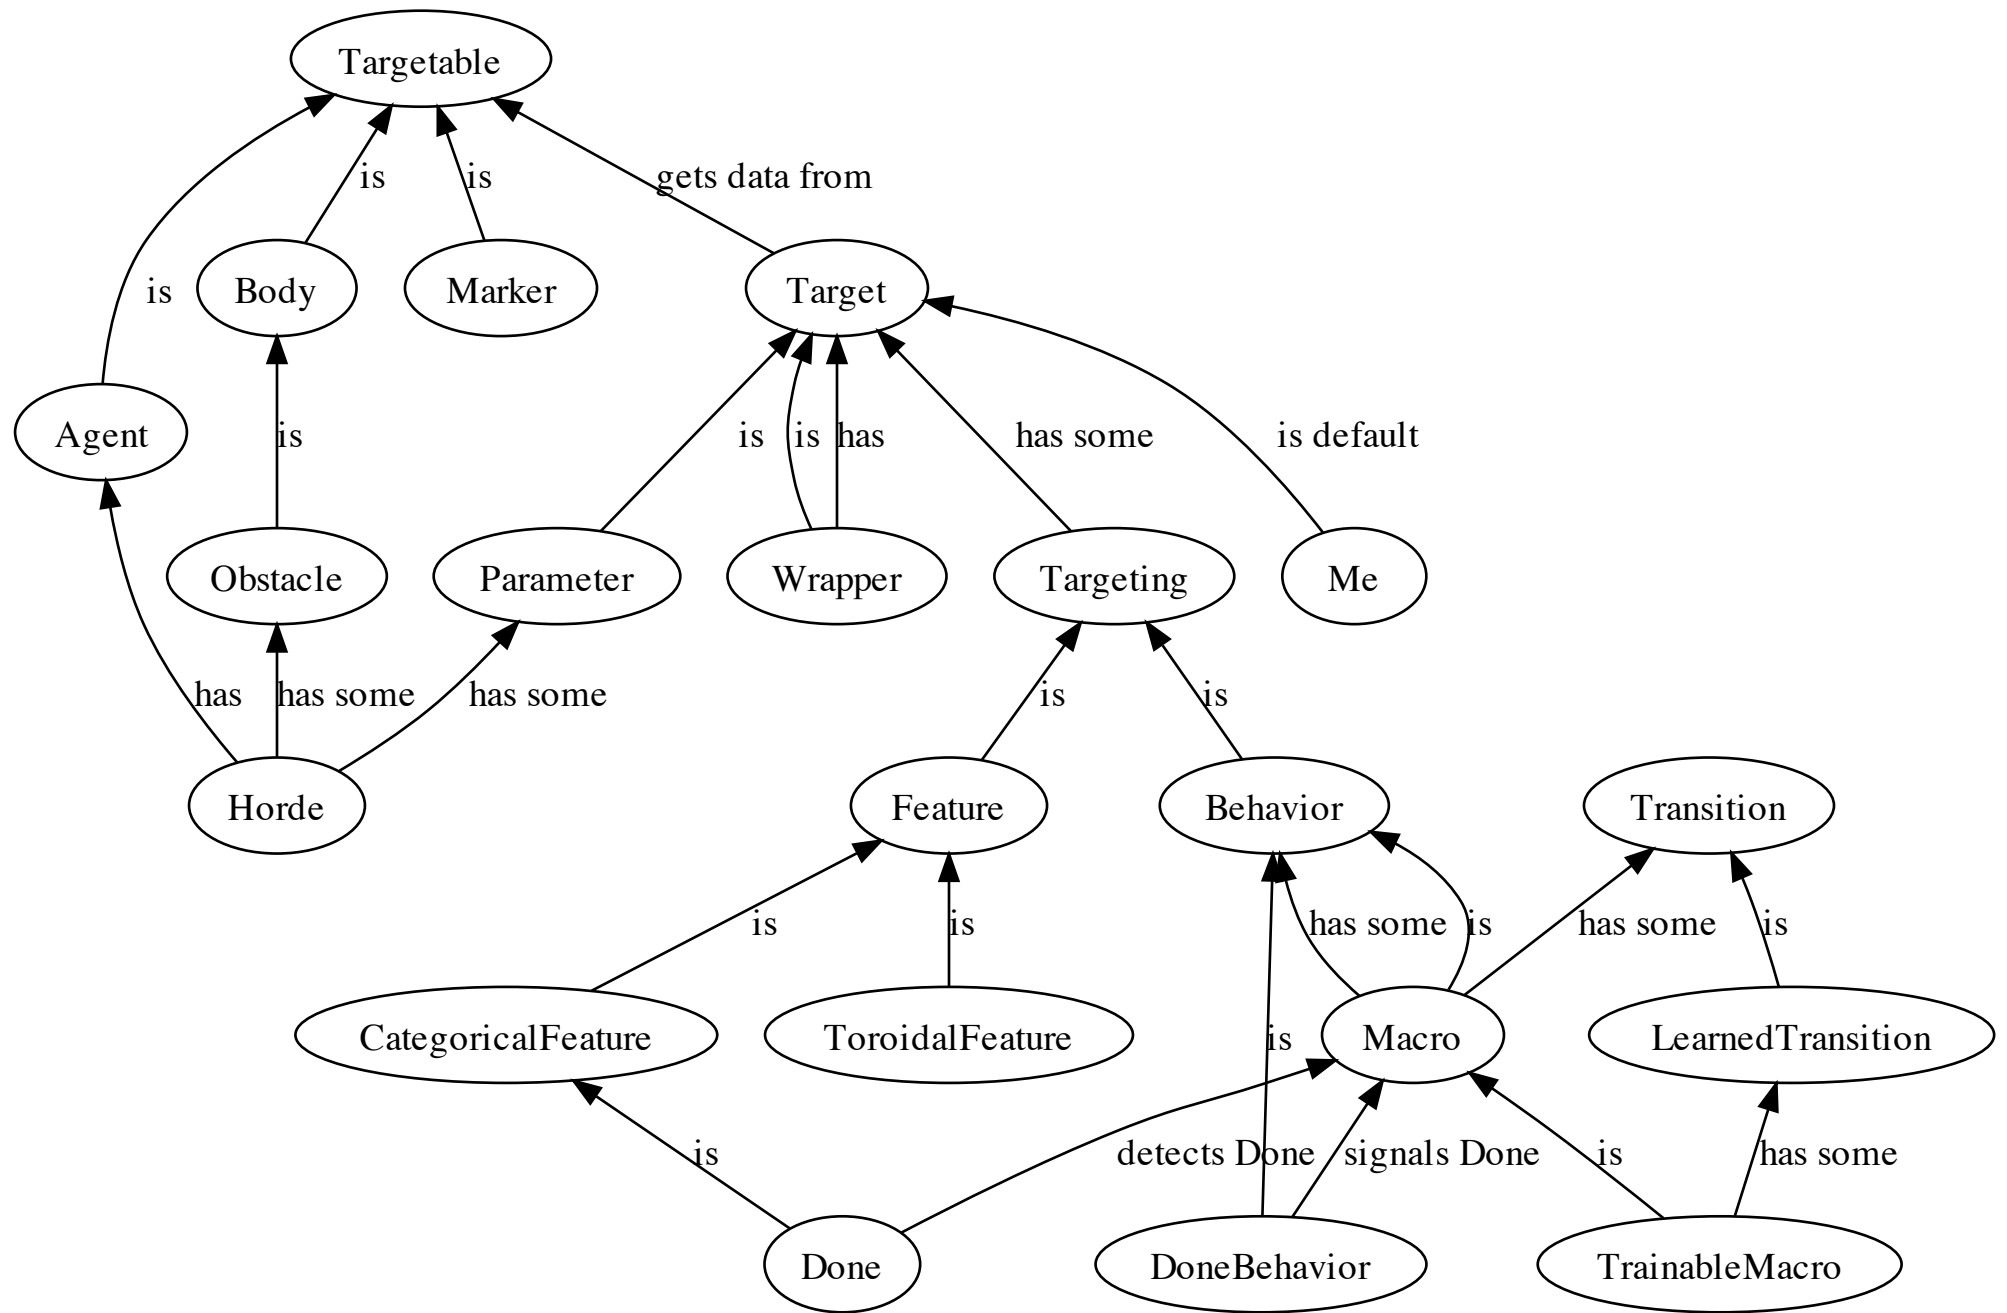 Targetable
is
is
gets data from
is
Body
Marker
Target
Agent
is
is
is
has
has some
is default
Obstacle
Parameter
Wrapper
Targeting
Me
has
has some
has some
is
is
Horde
Feature
Behavior
Transition
is
is
has some
is
has some
is
CategoricalFeature
ToroidalFeature
is
Macro
LearnedTransition
is
detects Done
signals Done
is
has some
Done
DoneBehavior
TrainableMacro